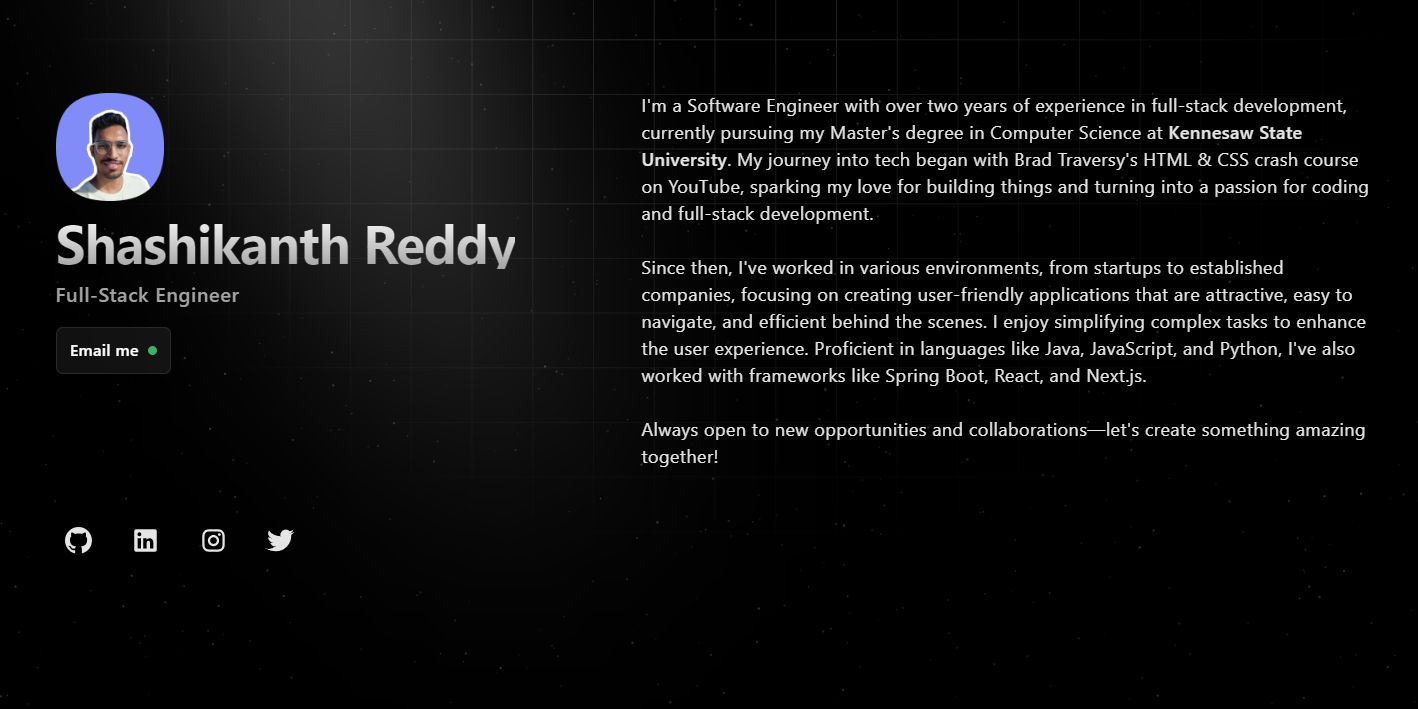 Shashikanth Reddy
Full-Stack Engineer
Email me
I'm a Software Engineer with over two years of experience in full-stack development,
currently pursuing my Master's degree in Computer Science at Kennesaw State
University. My journey into tech began with Brad Traversy's HTML & CSS crash course
on YouTube, sparking my love for building things and turning into a passion for coding
and full-stack development.
Since then, I've worked in various environments, from startups to established
companies, focusing on creating user-friendly applications that are attractive, easy to
navigate, and efficient behind the scenes. I enjoy simplifying complex tasks to enhance
the user experience. Proficient in languages like Java, JavaScript, and Python, I've also
worked with frameworks like Spring Boot, React, and Next.js.
Always open to new opportunities and collaborations—let's create something amazing
together!